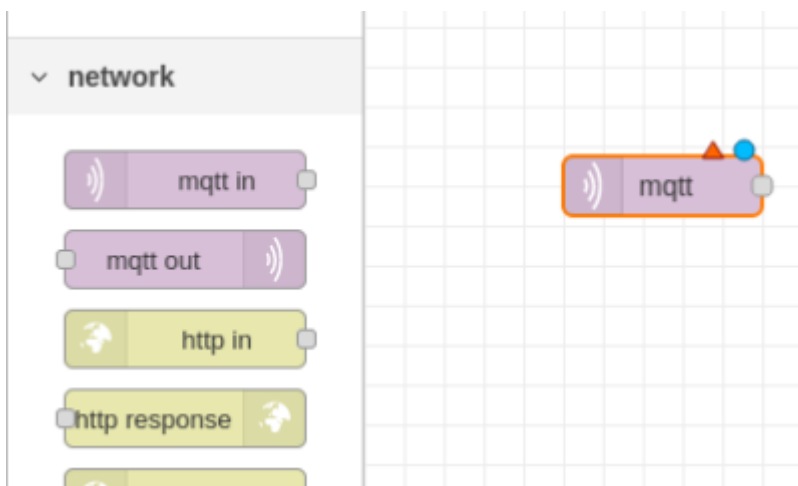 network
mqtt in
mqtt
mqtt out
http in
http response